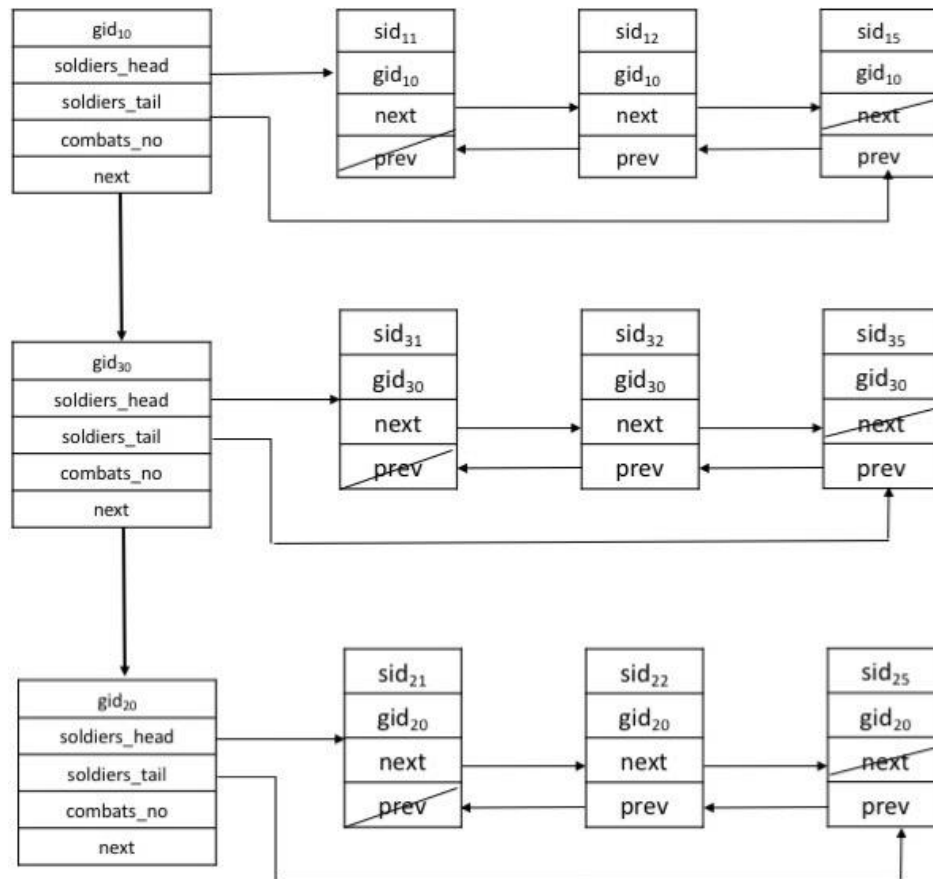 gid₁₀
soldiers_head
soldiers_tail
combats_no
next
sid₁₁
gid₁₀
next
prev
sid₁₂
gid₁₀
next
prev
sid₁₅
gid₁₀
next
prev
gid₃₀
soldiers_head
soldiers_tail
combats_no
next
sid₃₁
gid₃₀
next
prev
sid₃₂
gid₃₀
next
prev
sid₃₅
gid₃₀
next
prev
gid₂₀
soldiers_head
soldiers_tail
combats_no
next
sid₂₁
gid₂₀
next
prev
sid₂₂
gid₂₀
next
prev
sid₂₅
gid₂₀
next
prev